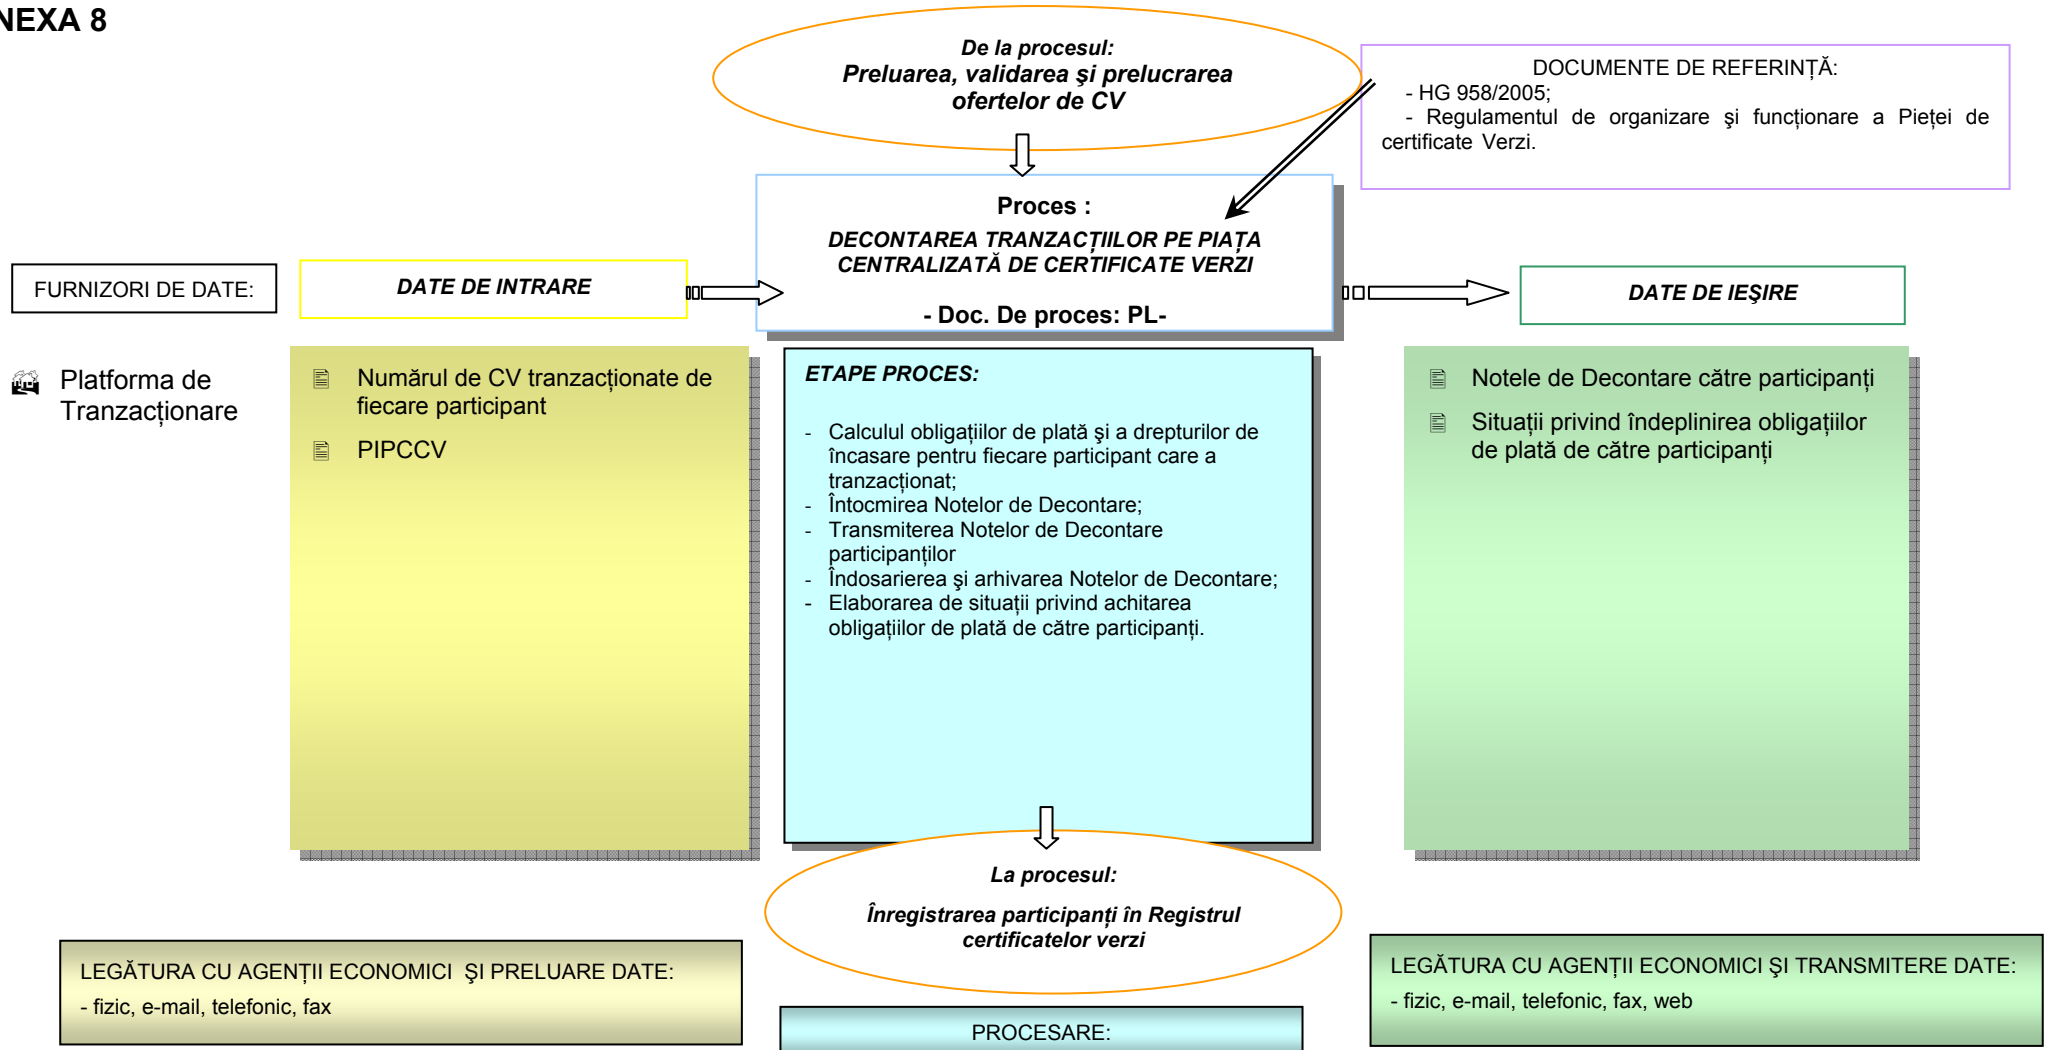 NEXA 8
De la procesul:
Preluarea, validarea şi prelucrarea
ofertelor de CV
DOCUMENTE DE REFERINȚĂ:
- HG 958/2005;
- Regulamentul de organizare şi funcționare a Pieței de
certificate Verzi.
Proces :
DECONTAREA TRANZACȚIILOR PE PIAȚA
CENTRALIZATĂ DE CERTIFICATE VERZI
- Doc. De proces: PL-
FURNIZORI DE DATE:
DATE DE INTRARE
DATE DE IEŞIRE
Platforma de
Tranzacționare
Numărul de CV tranzacționate de
fiecare participant
PIPCCV
ETAPE PROCES:
- Calculul obligațiilor de plată şi a drepturilor de
încasare pentru fiecare participant care a
tranzacționat;
- Întocmirea Notelor de Decontare;
- Transmiterea Notelor de Decontare
participanților
- Îndosarierea şi arhivarea Notelor de Decontare;
- Elaborarea de situații privind achitarea
obligațiilor de plată de către participanți.
Notele de Decontare către participanți
Situații privind îndeplinirea obligațiilor
de plată de către participanți
La procesul:
Înregistrarea participanți în Registrul
certificatelor verzi
LEGĂTURA CU AGENȚII ECONOMICI ŞI PRELUARE DATE:
- fizic, e-mail, telefonic, fax
PROCESARE:
LEGĂTURA CU AGENȚII ECONOMICI ŞI TRANSMITERE DATE:
- fizic, e-mail, telefonic, fax, web